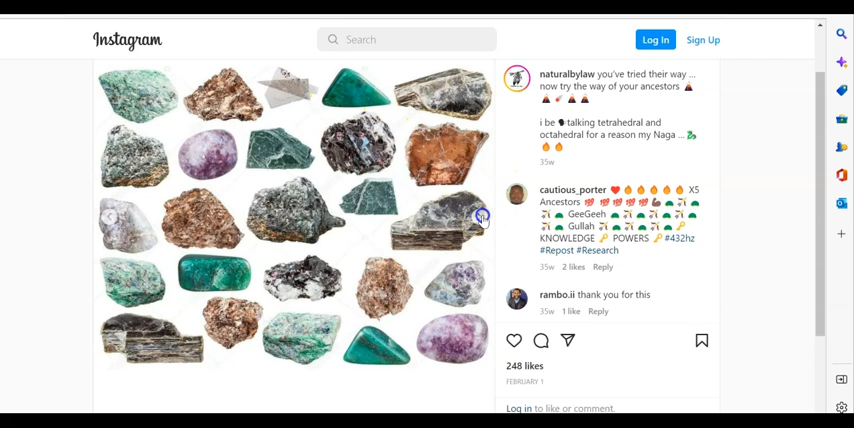 Instagram
Search
Log In
Sign Up
naturalbylaw you've tried their way ...
now try the way of your ancestors 🌋
🌋 ☄️ 🌋 🌋
i be 🗣talking tetrahedral and
octahedral for a reason my Naga ... 🐉
🔥 🔥
35w
cautious_porter ❤️ 🔥 🔥 🔥 🔥 🔥 X5
Ancestors 💯 💯 💯 💯 💯
GeeGeeh
Gullah
KNOWLEDGE 🔑 POWERS 🔑 #432hz
#Repost #Research
35w 2 likes Reply
rambo.ii thank you for this
35w 1 like Reply
248 likes
FEBRUARY 1
Log in to like or comment.